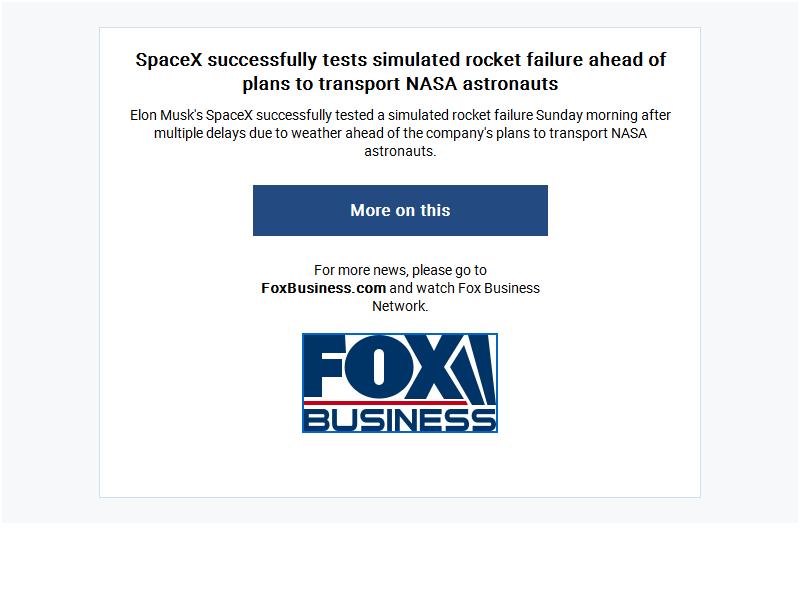 SpaceX successfully tests simulated rocket failure ahead of
plans to transport NASA astronauts
Elon Musk's SpaceX successfully tested a simulated rocket failure Sunday morning after
multiple delays due to weather ahead of the company's plans to transport NASA
astronauts.
More on this
For more news, please go to
FoxBusiness.com and watch Fox Business
Network.
FOX
BUSINESS